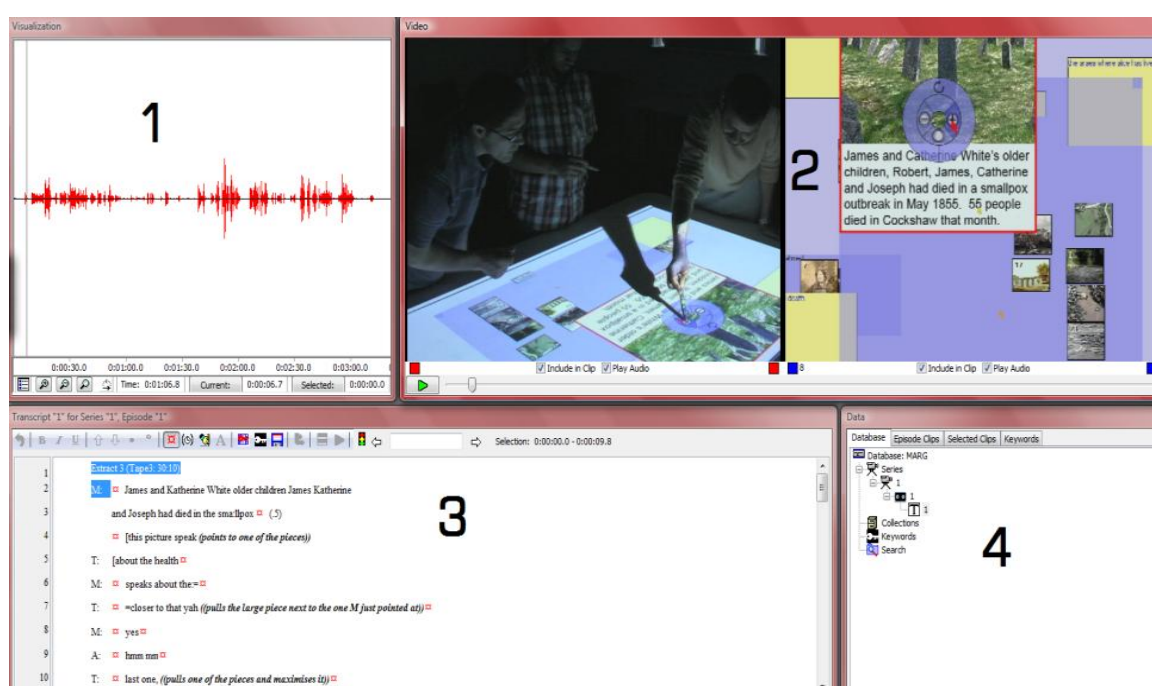 Visualization
1
0:00:30.0 0:01:00.0 0:01:30.0 0:02:00.0 0:02:30.0 0:03:00.0
Time: 0:01:06.8 Current: 0:00:06.7 Selected: 0:00:00.0
Video
2
James and Catherine White's older
children, Robert, James, Catherine
and Joseph had died in a smallpox
outbreak in May 1855. 55 people
died in Cockshaw that month.
17
Include in Clip Play Audio
8 Include in Clip Play Audio
Transcript "1" for Series "1", Episode "1"
B I U A Selection: 0:00:00.0 - 0:00:09.8
1 Extract 3 (Tape3: 30:10)
2 M: ¤ James and Katherine White older children James Katherine
3 and Joseph had died in the sma:llpox ¤ (.5)
4 ¤ [this picture speak (points to one of the pieces))
5 T: [about the health ¤
6 M: ¤ speaks about the:= ¤
7 T: ¤ =closer to that yah ((pulls the large piece next to the one M just pointed at)) ¤
8 M: ¤ yes ¤
9 A: ¤ hmm mm ¤
10 T: ¤ last one, ((pulls one of the pieces and maximises it)) ¤
3
Data
Database Episode Clips Selected Clips Keywords
Database: MARG
Series
1
1
T 1
Collections
Keywords
Search
4